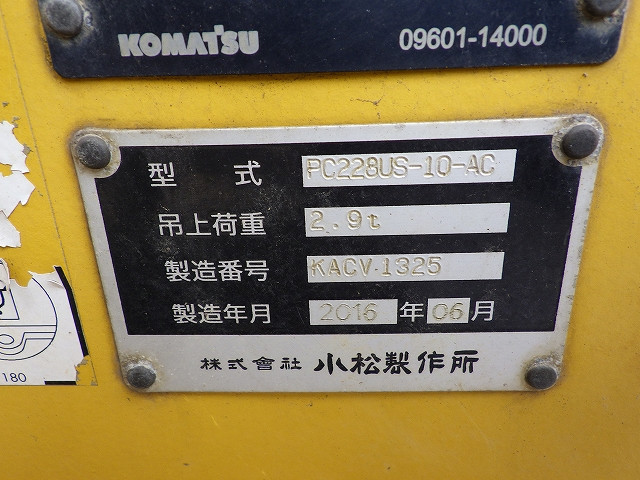 KOMATSU 09601-14000
型 式 PC228US-10-AC
吊上荷重 2.9t
製造番号 KACV-1325
製造年月 2016 年 06 月
株式會社 小松製作所
180